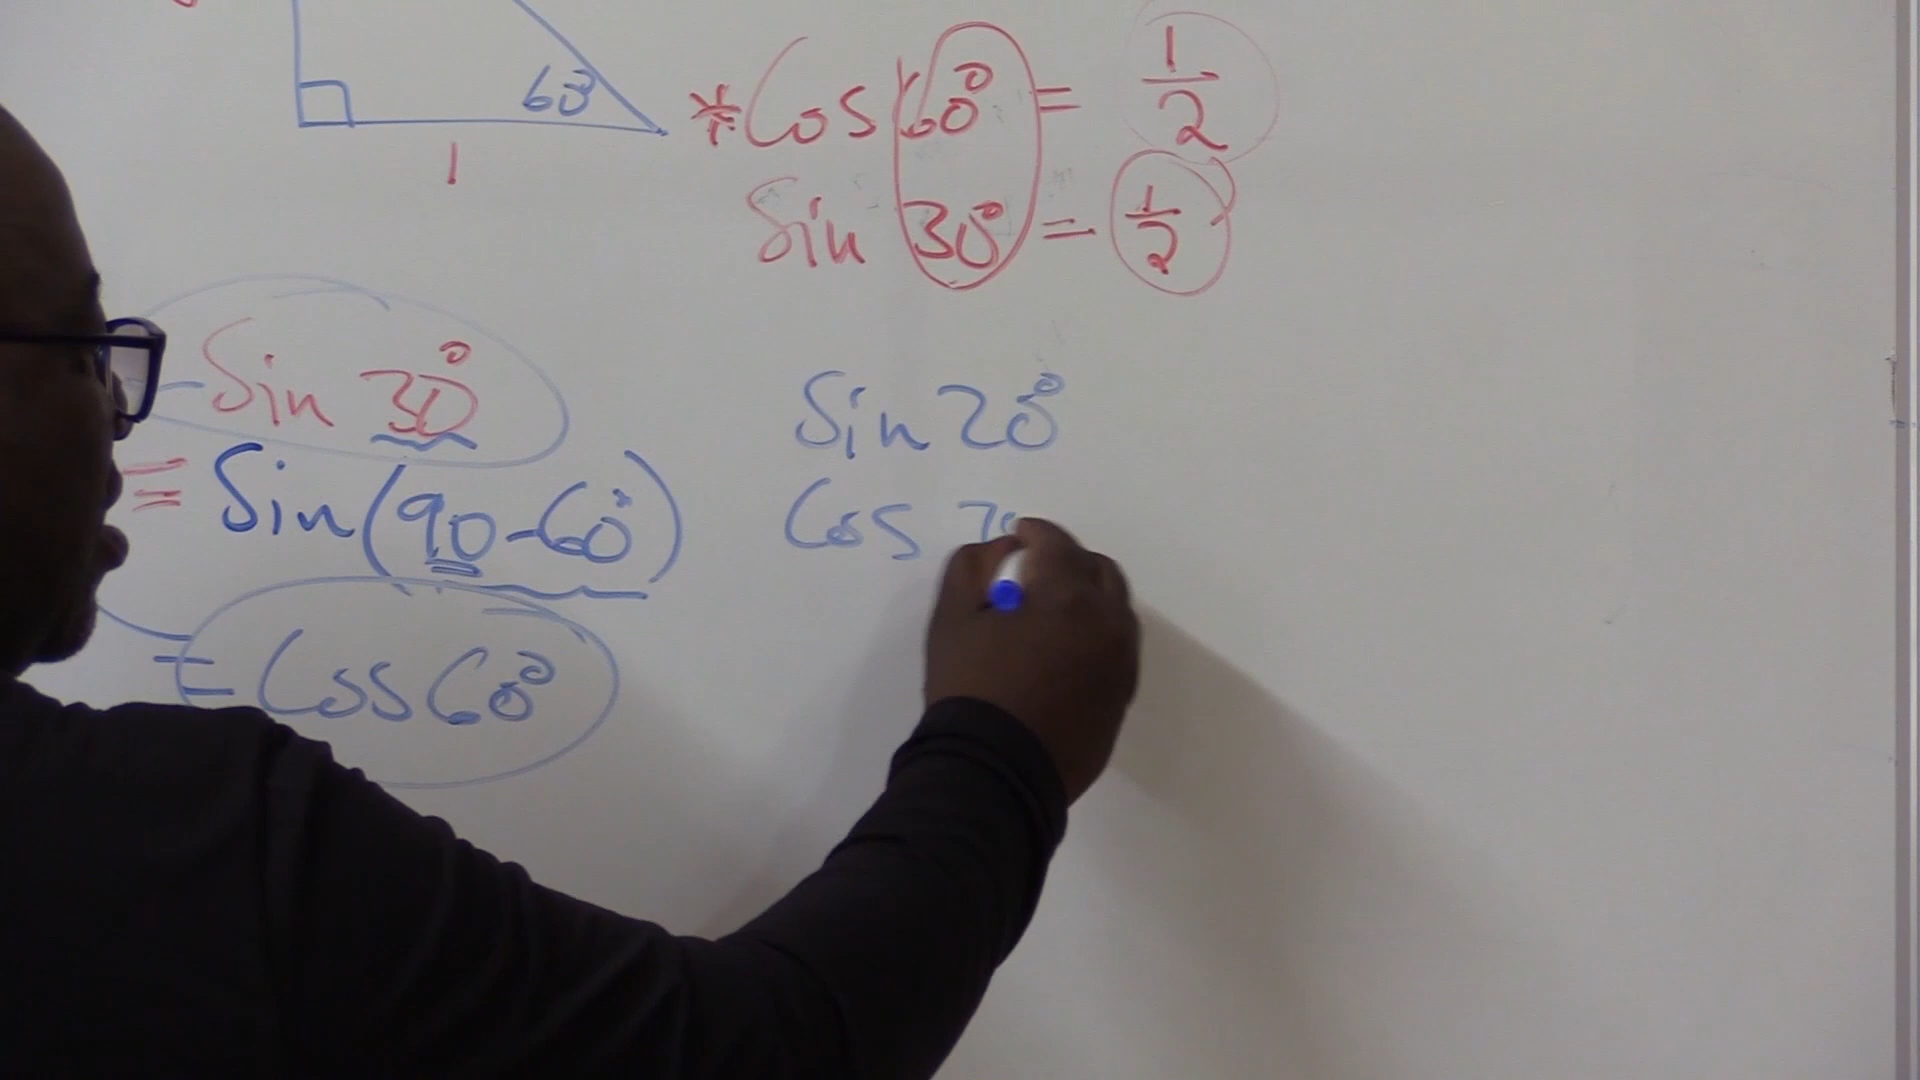 60°
1
*Cos 60° = 1/2
Sin 30° = 1/2
Sin 30°
= Sin(90-60°)
= Cos 60°
Sin 20°
Cos 7